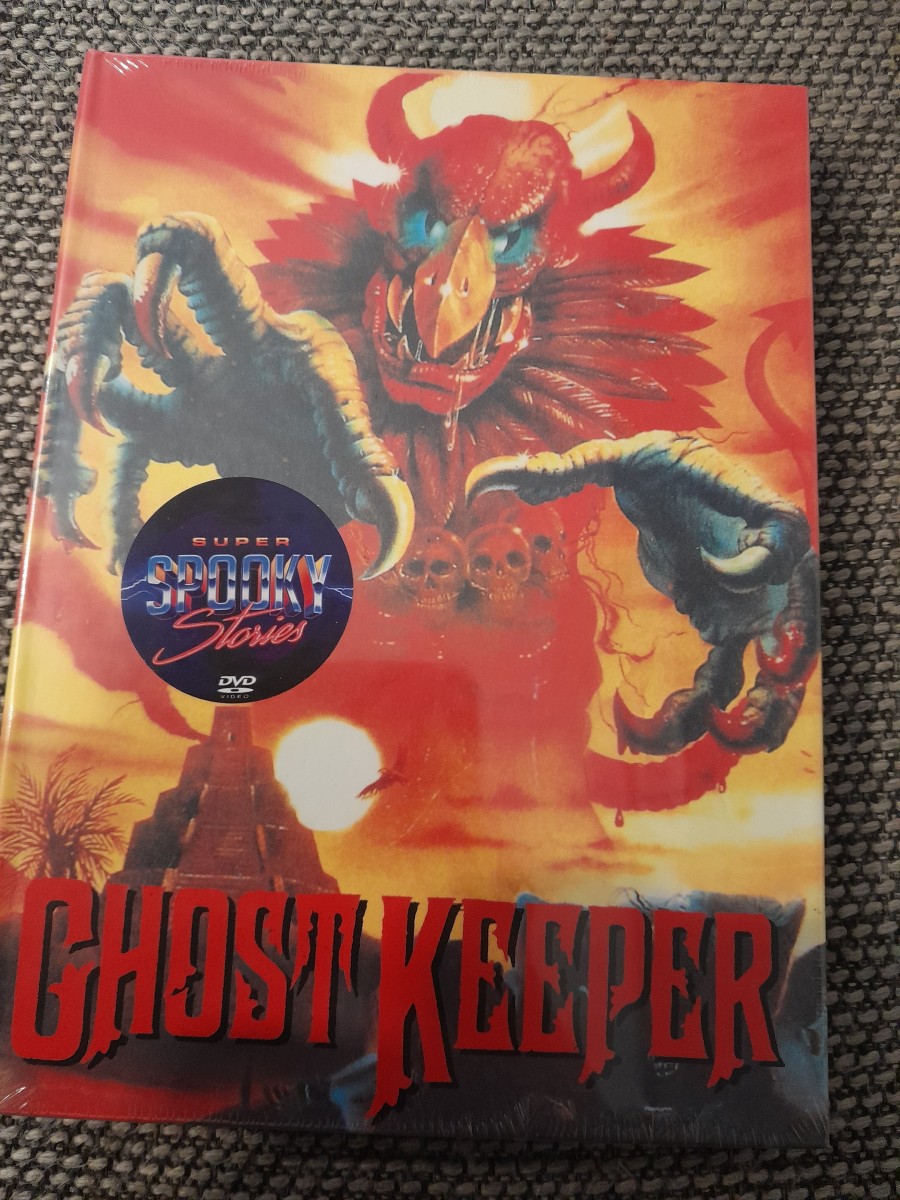 SUPER
SPOOKY
Stories
DVD
VIDEO
GHOST KEEPER